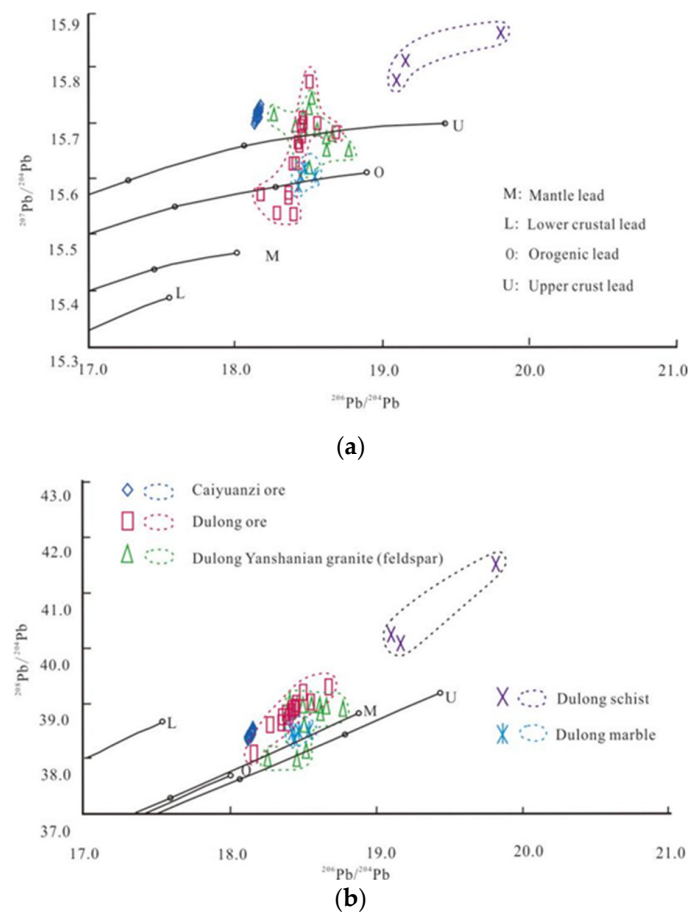 15.9
15.8
15.7
15.6
15.5
15.4
15.3
²⁰⁷Pb/²⁰⁴Pb
U
O
M
L
M: Mantle lead
L: Lower crustal lead
O: Orogenic lead
U: Upper crust lead
17.0 18.0 19.0 20.0 21.0
²⁰⁶Pb/²⁰⁴Pb
(a)
43.0
42.0
41.0
40.0
39.0
38.0
37.0
²⁰⁸Pb/²⁰⁴Pb
Caiyuanzi ore
Dulong ore
Dulong Yanshanian granite (feldspar)
L
O
M
U
Dulong schist
Dulong marble
17.0 18.0 19.0 20.0 21.0
²⁰⁶Pb/²⁰⁴Pb
(b)